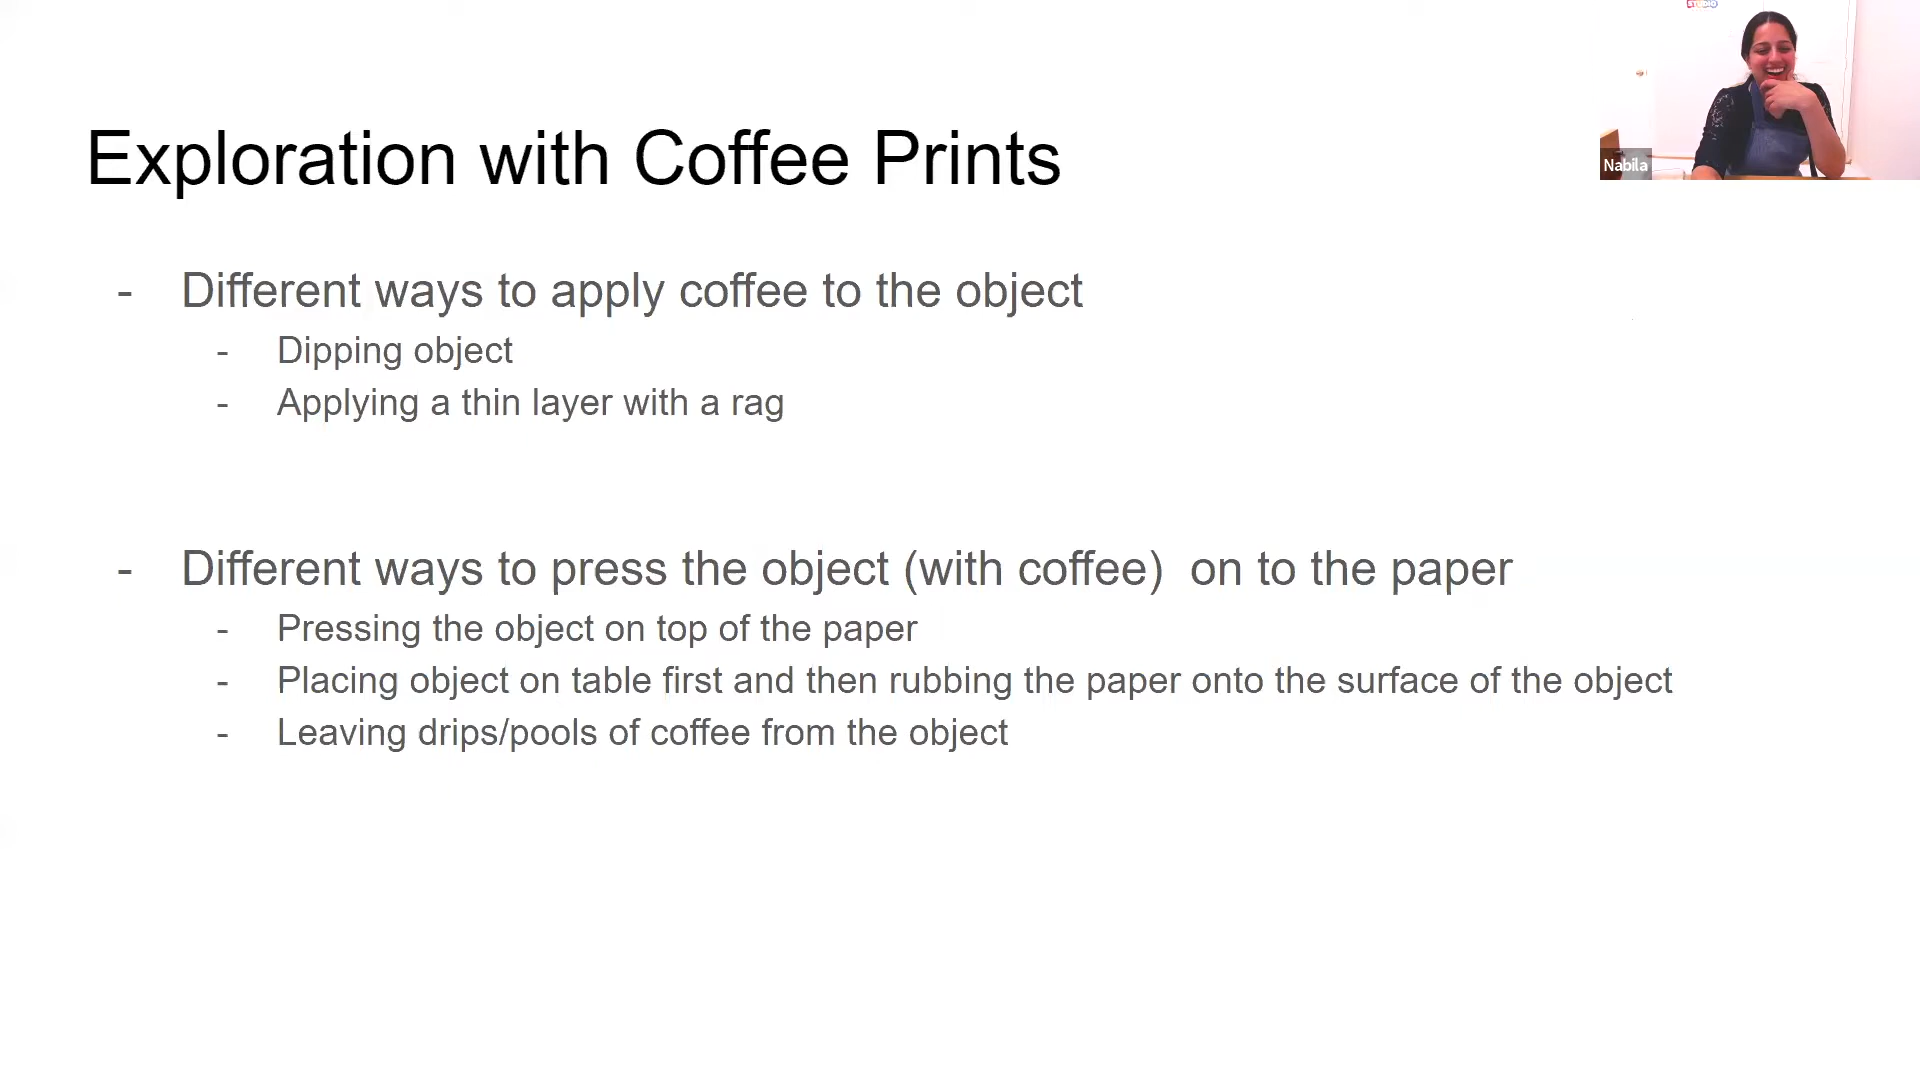 STUDIO
Nabila
Exploration with Coffee Prints
- Different ways to apply coffee to the object
- Dipping object
- Applying a thin layer with a rag
- Different ways to press the object (with coffee)  on to the paper
- Pressing the object on top of the paper
- Placing object on table first and then rubbing the paper onto the surface of the object
- Leaving drips/pools of coffee from the object